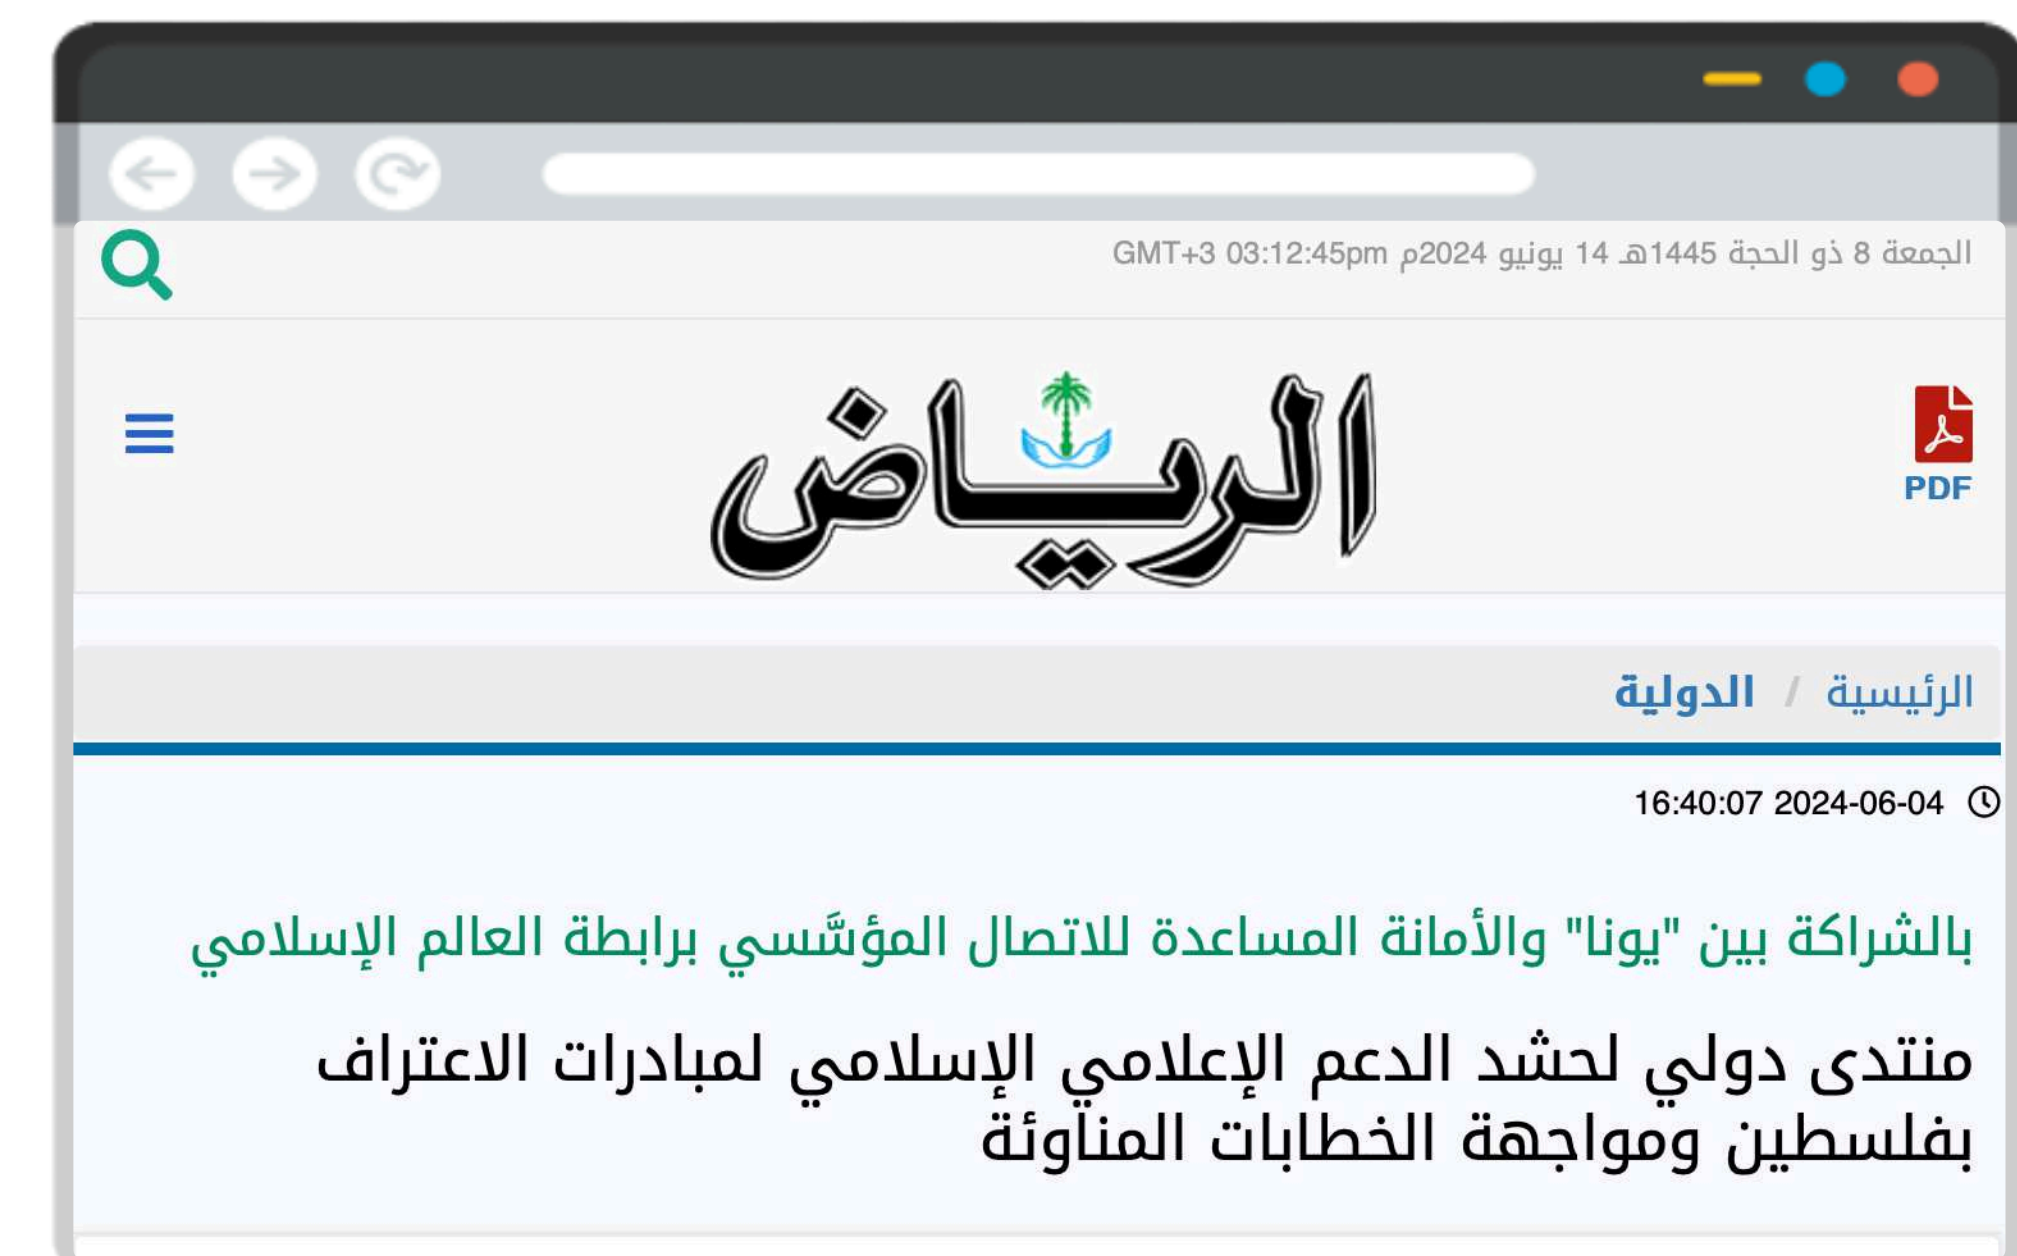 الجمعة 8 ذو الحجة 1445هـ 14 يونيو 2024م GMT+3 03:12:45pm
الرياض
PDF
الرئيسية / الدولية
16:40:07 2024-06-04
بالشراكة بين "يونا" والأمانة المساعدة للاتصال المؤسَّسي برابطة العالم الإسلامي
منتدى دولي لحشد الدعم الإعلامي الإسلامي لمبادرات الاعتراف
بفلسطين ومواجهة الخطابات المناوئة